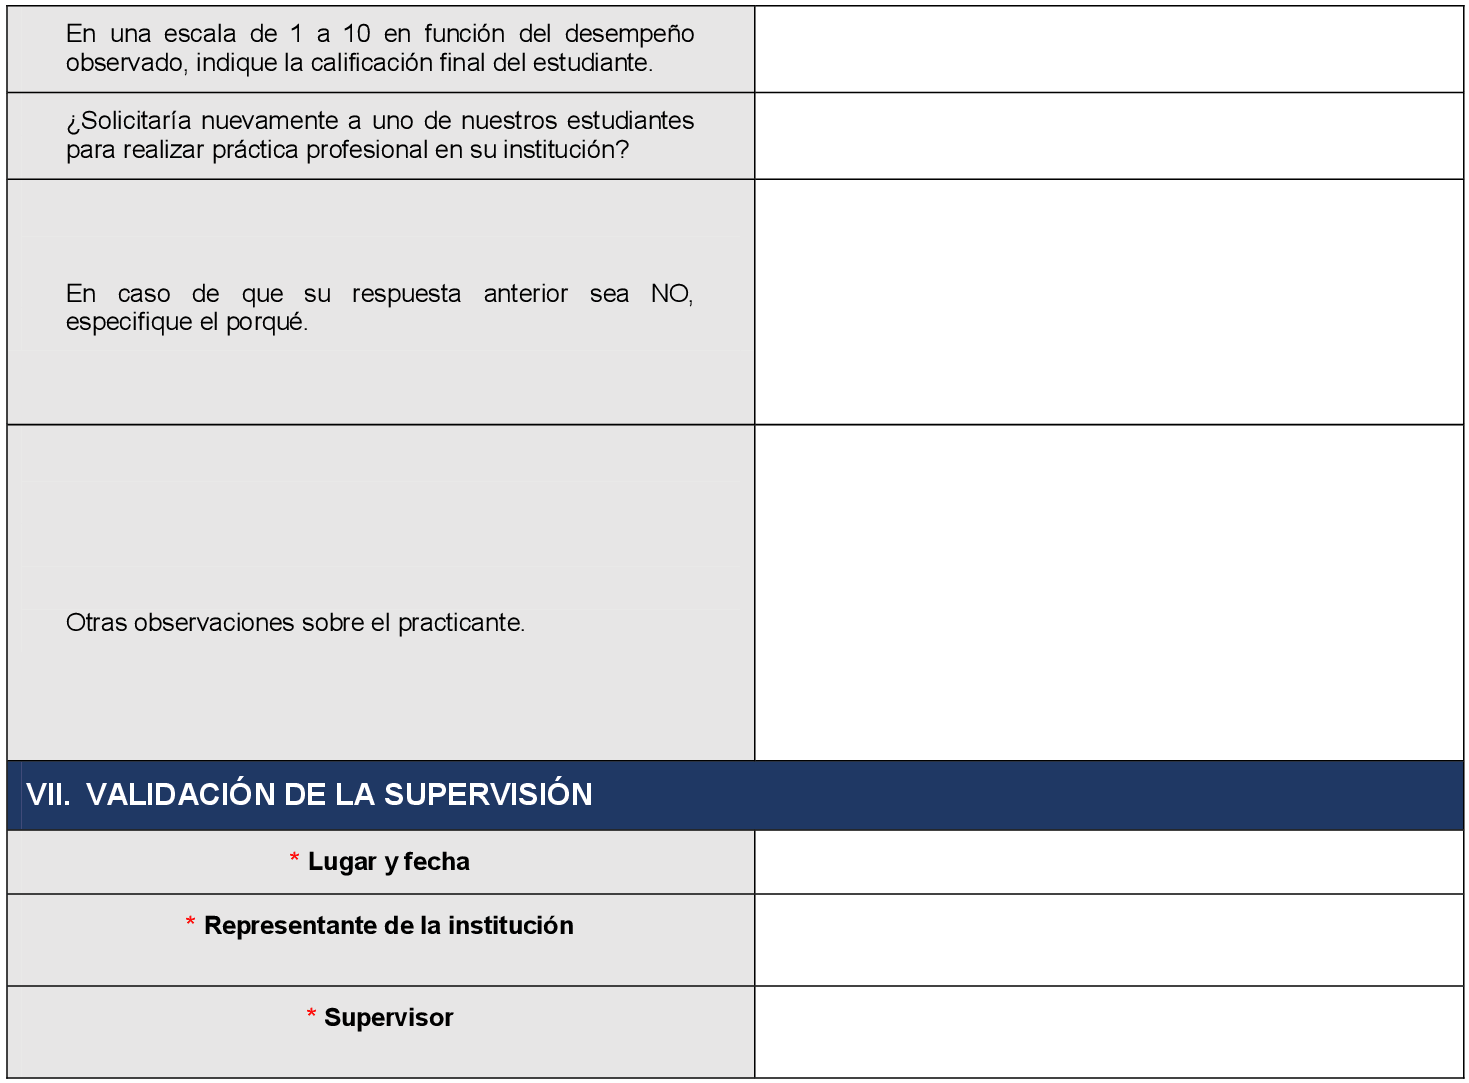 En una escala de 1 a 10 en función del desempeño
observado, indique la calificación final del estudiante.
¿Solicitaría nuevamente a uno de nuestros estudiantes
para realizar práctica profesional en su institución?
En caso de que su respuesta anterior sea NO,
especifique el porqué.
Otras observaciones sobre el practicante.
VII. VALIDACIÓN DE LA SUPERVISIÓN
* Lugar y fecha
* Representante de la institución
* Supervisor